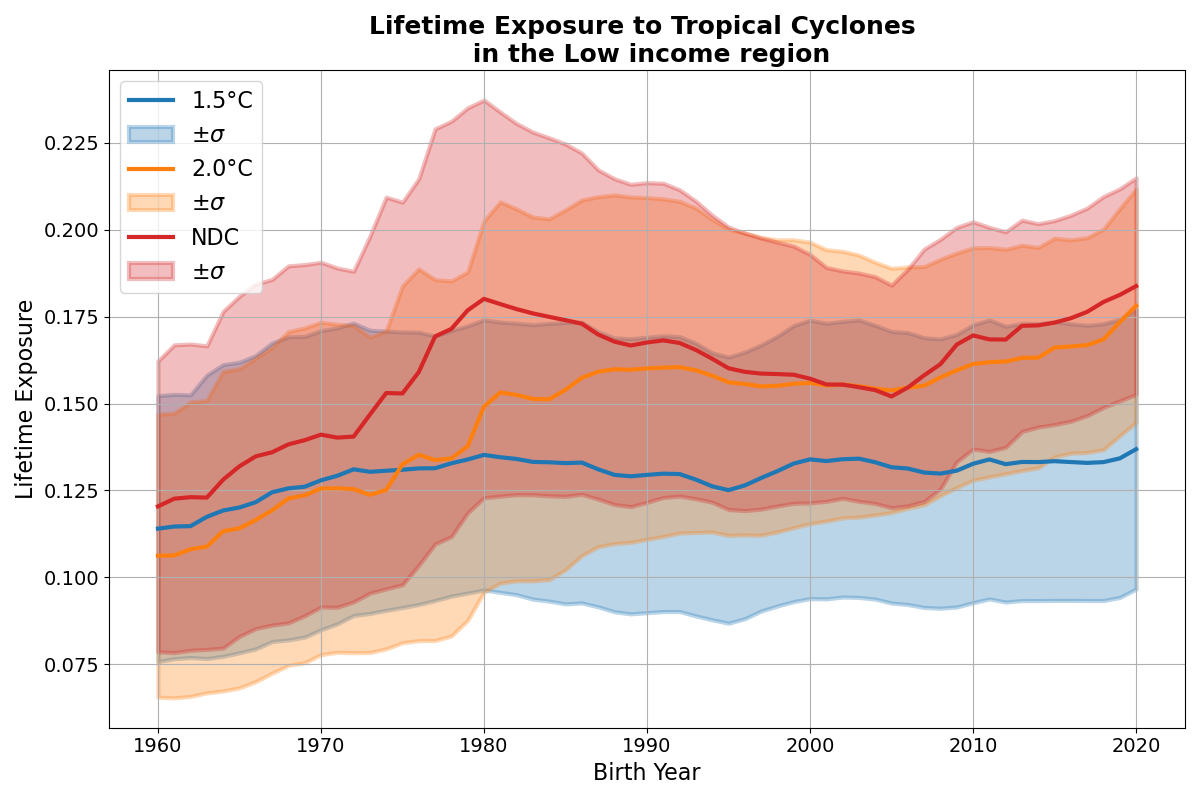 Lifetime Exposure to Tropical Cyclones
in the Low income region
1.5°C
±σ
2.0°C
±σ
NDC
±σ
Lifetime Exposure
0.225
0.200
0.175
0.150
0.125
0.100
0.075
1960 1970 1980 1990 2000 2010 2020
Birth Year